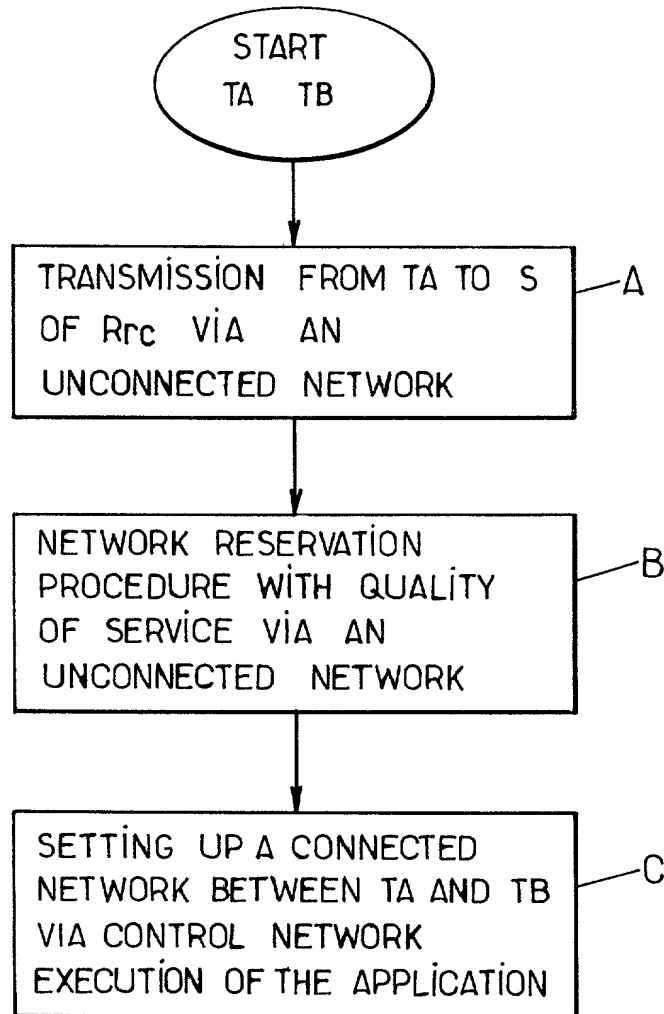 START
TA TB
TRANSMISSION FROM TA TO S
OF Rrc VIA AN
UNCONNECTED NETWORK
A
NETWORK RESERVATION
PROCEDURE WITH QUALITY
OF SERVICE VIA AN
UNCONNECTED NETWORK
B
SETTING UP A CONNECTED
NETWORK BETWEEN TA AND TB
VIA CONTROL NETWORK
EXECUTION OF THE APPLICATION
C